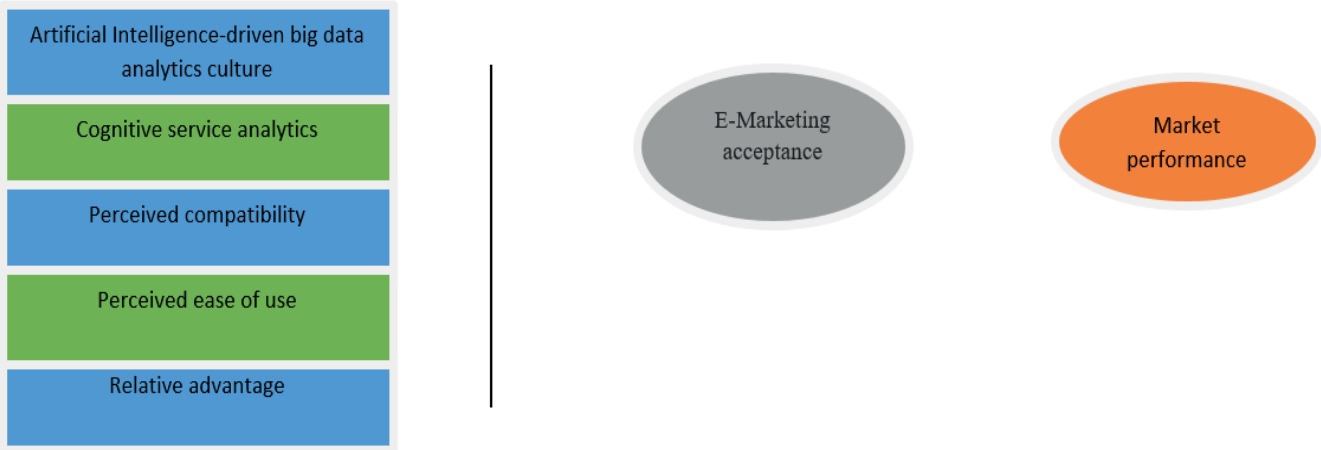 Artificial Intelligence-driven big data
analytics culture
Cognitive service analytics
Perceived compatibility
Perceived ease of use
Relative advantage
E-Marketing
acceptance
Market
performance